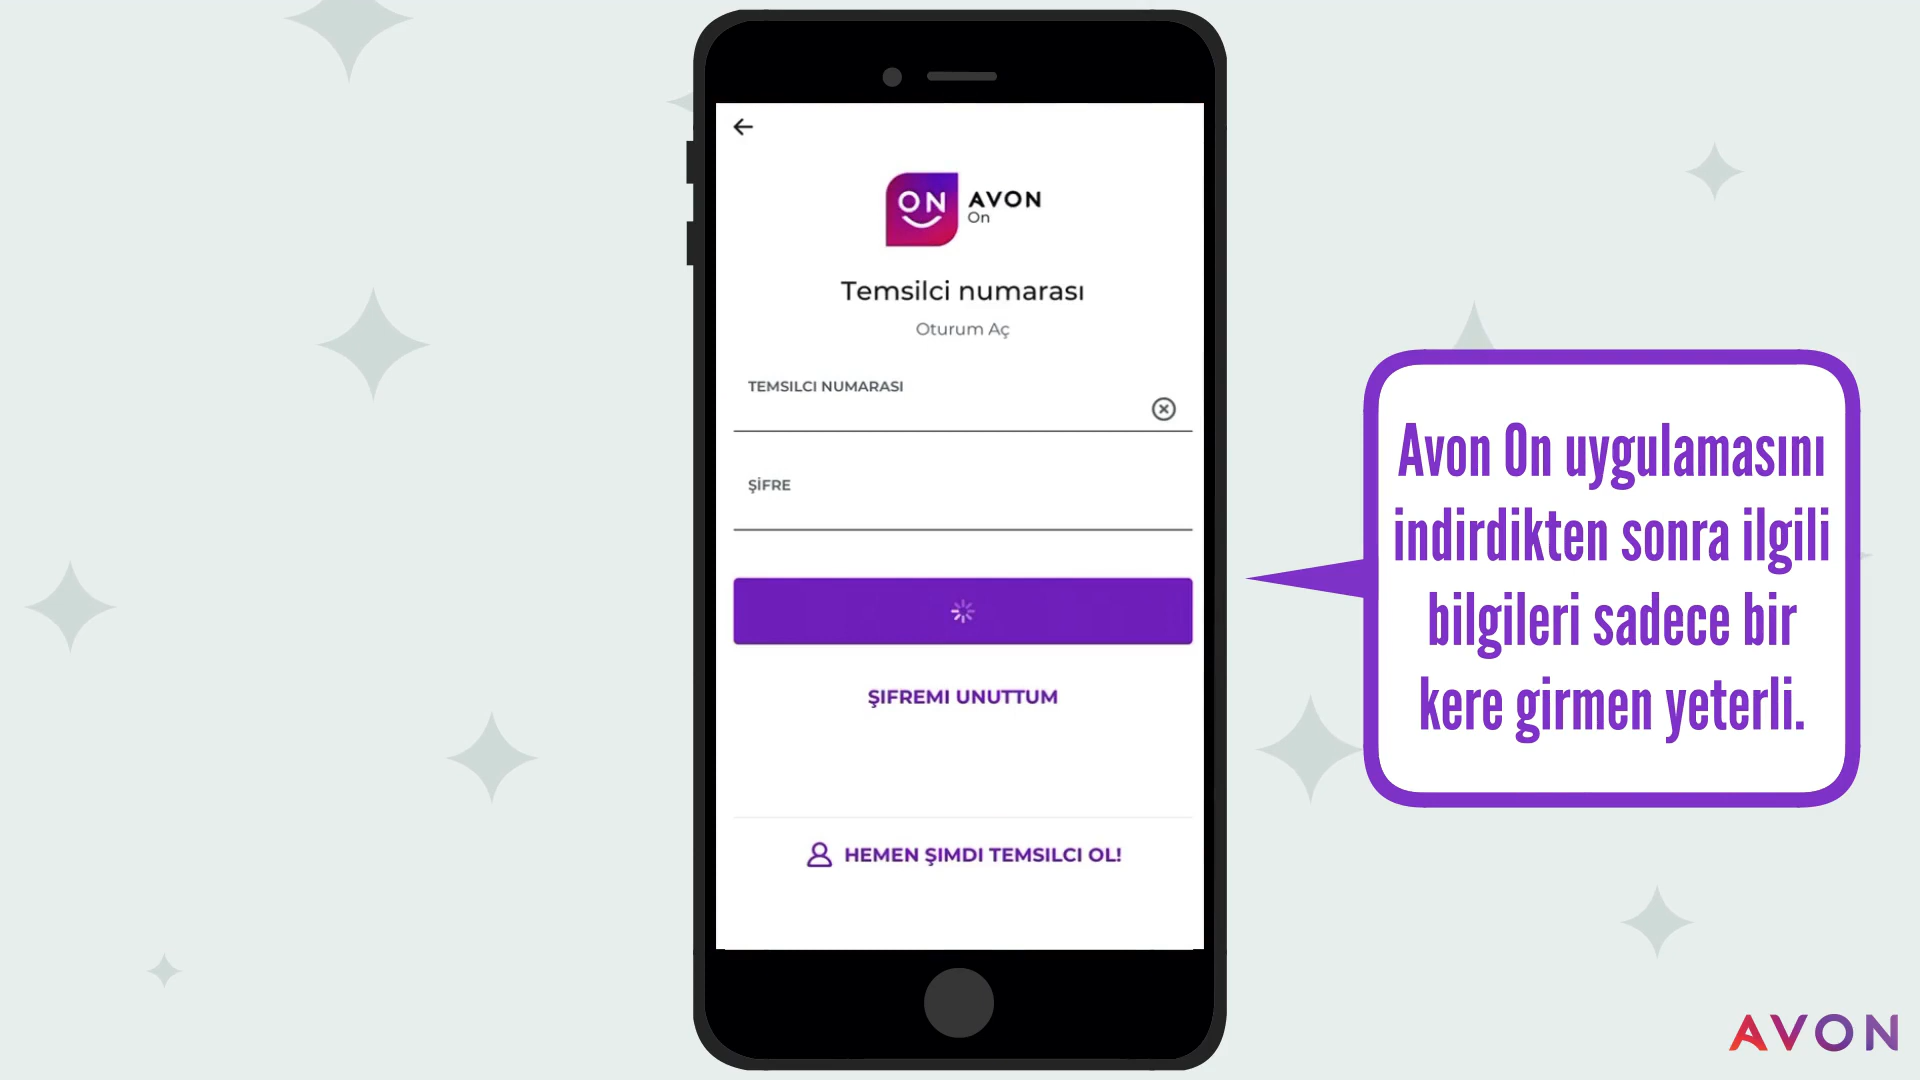 ON AVON
On
Temsilci numarası
Oturum Aç
TEMSILCI NUMARASI
ŞİFRE
ŞIFREMI UNUTTUM
HEMEN ŞIMDI TEMSILCI OL!
Avon On uygulamasını
indirdikten sonra ilgili
bilgileri sadece bir
kere girmen yeterli.
AVON